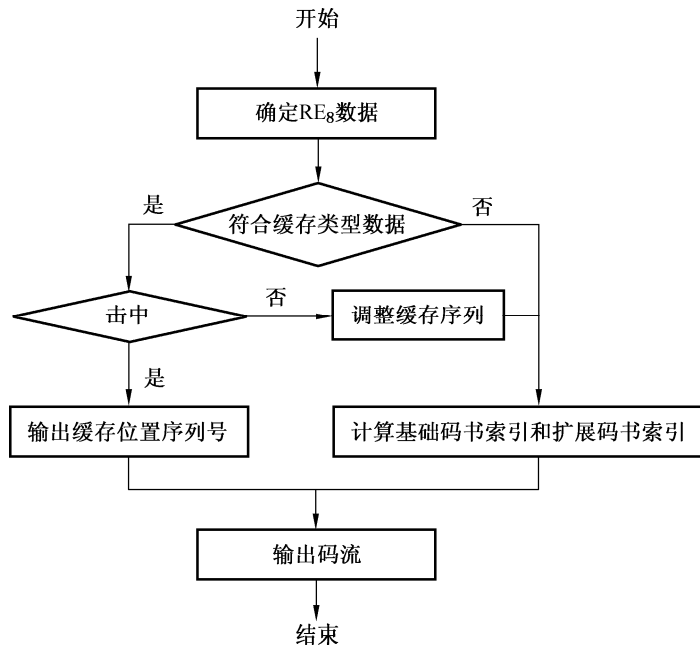 开始
确定RE₈数据
符合缓存类型数据
是
否
击中
否
调整缓存序列
是
输出缓存位置序列号
计算基础码书索引和扩展码书索引
输出码流
结束